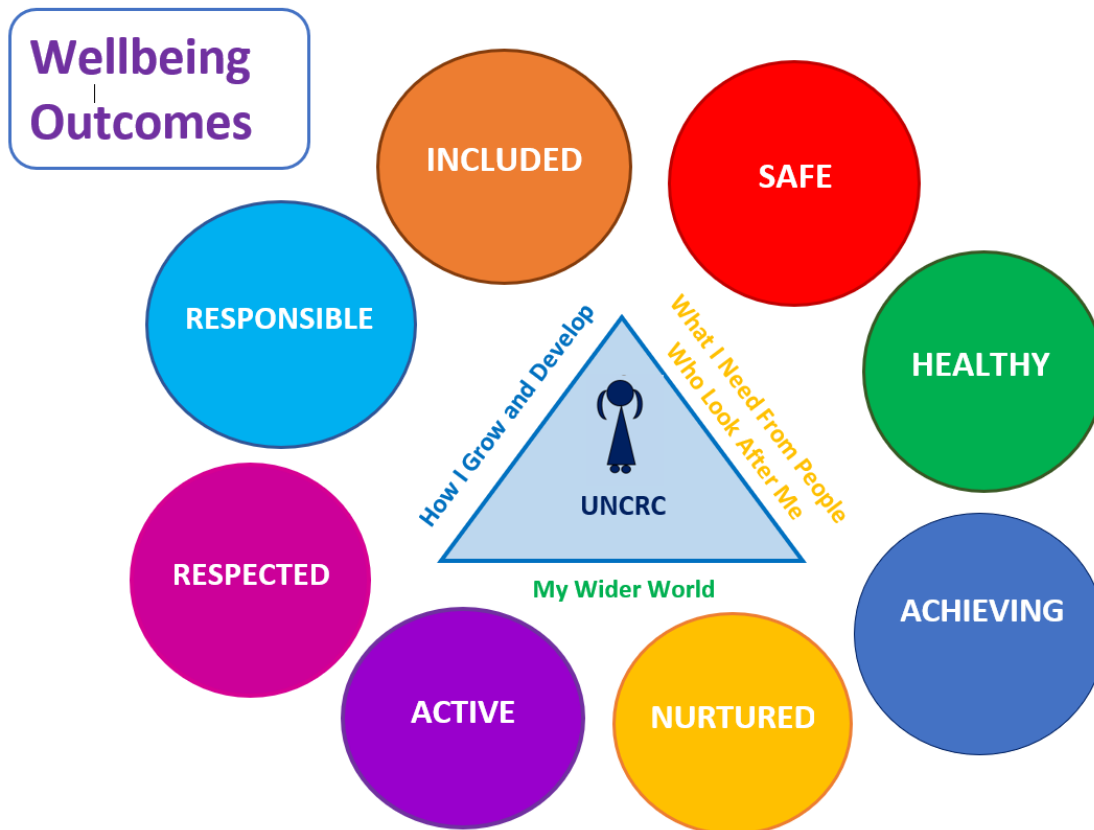 Wellbeing
Outcomes
INCLUDED
SAFE
RESPONSIBLE
HEALTHY
How I Grow and Develop
What I Need From People
Who Look After Me
UNCRC
RESPECTED
My Wider World
ACHIEVING
ACTIVE
NURTURED